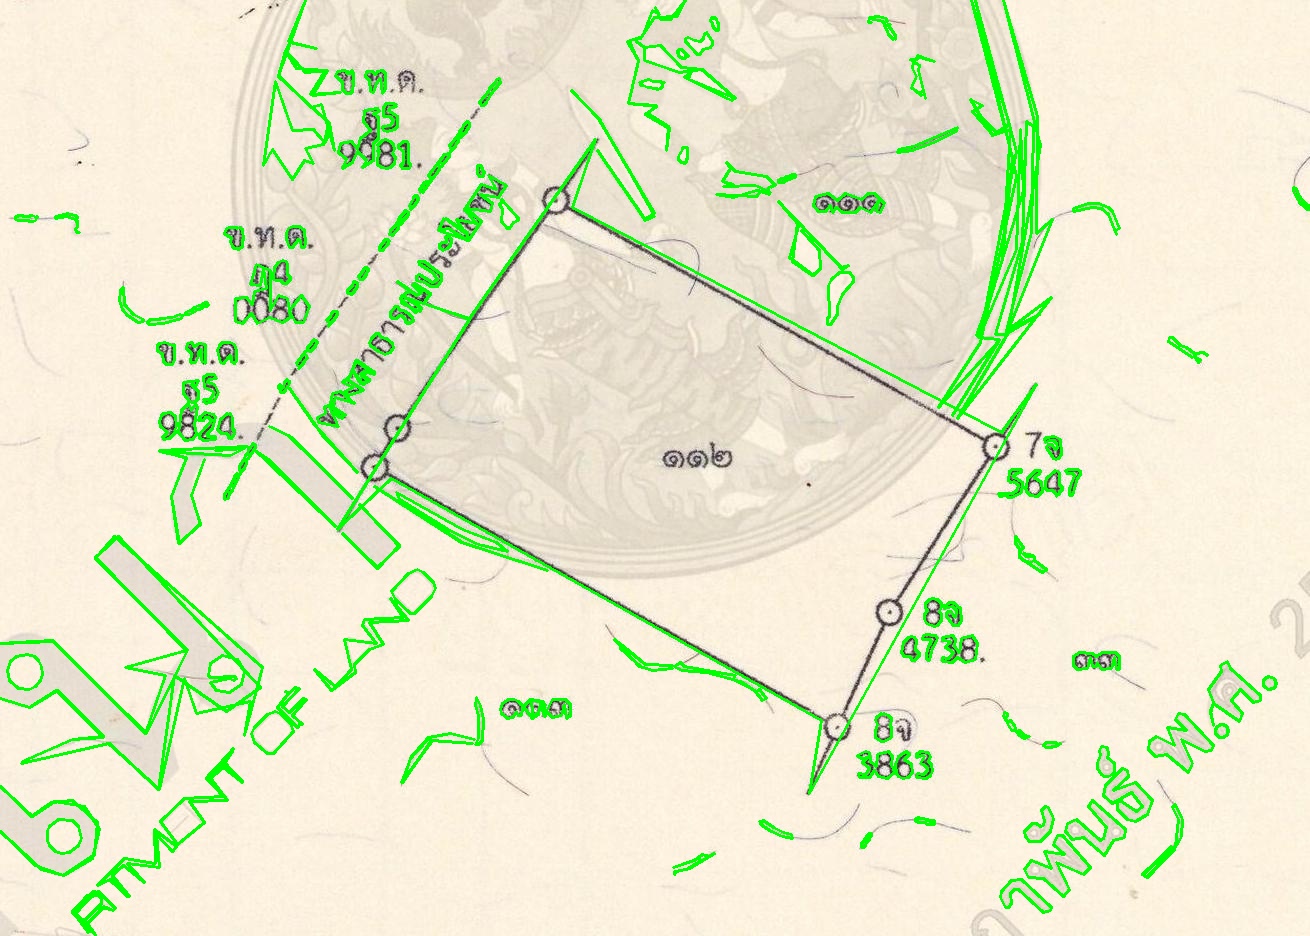 ข.ท.ด.
ฐ5
9981.
ข.ท.ด.
ฎ4
0080
ข.ท.ด.
ฐ5
9824.
ทางสาธารณประโยชน์
๑๑๑
๑๑๒
7จ
5647
8จ
4738.
8จ
3863
๓๓
๑๑๓
RTMENT OF LAND
าพันธ์ พ.ศ. 2